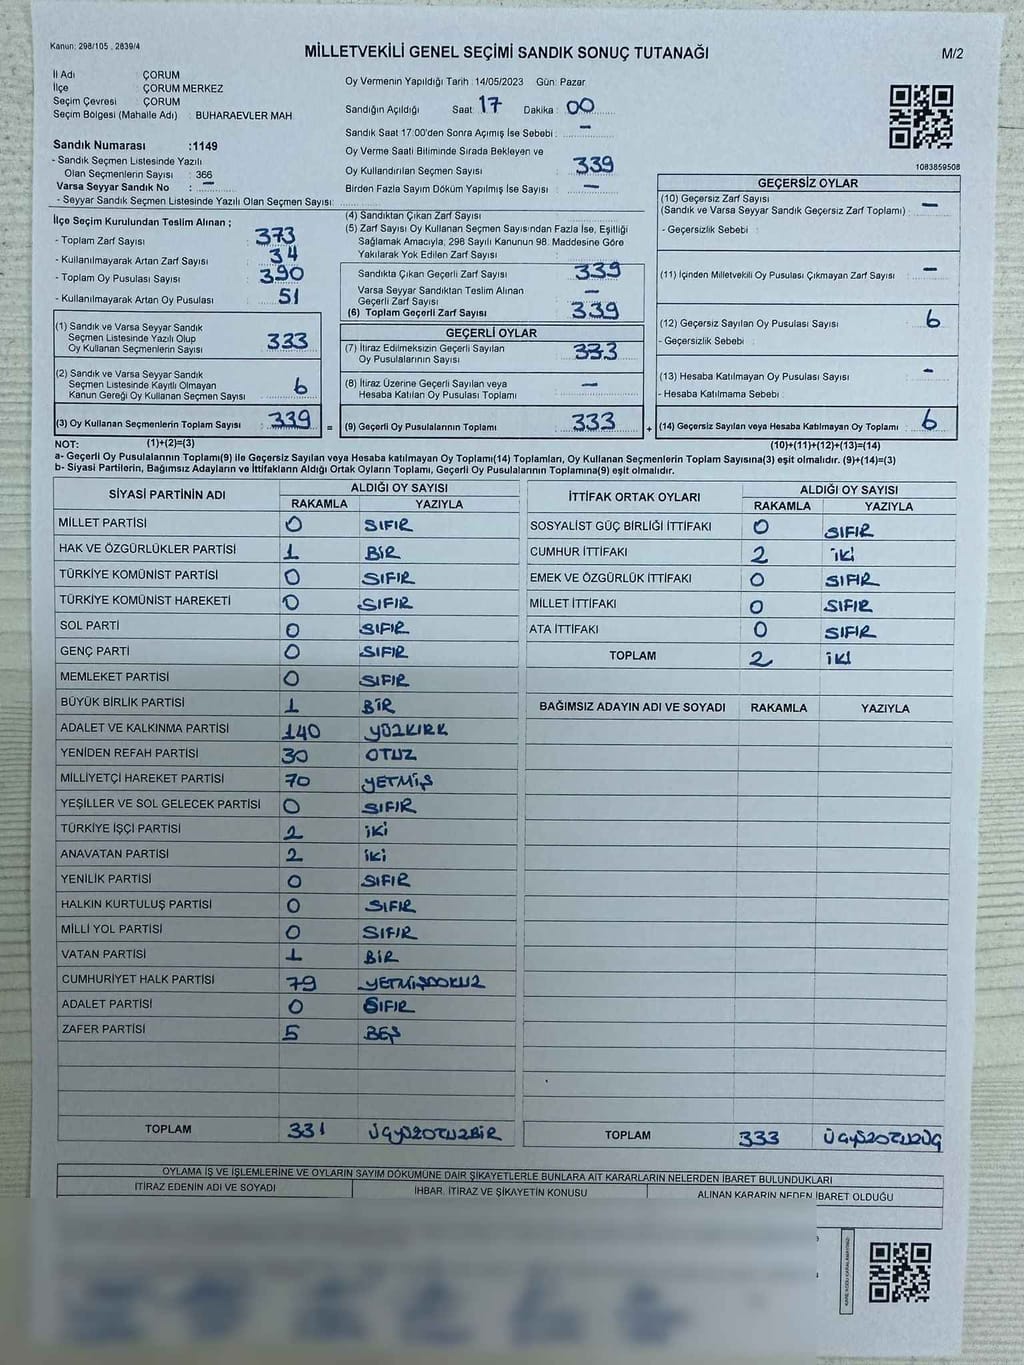 Kanun: 298/105 , 2839/4
MİLLETVEKİLİ GENEL SEÇİMİ SANDIK SONUÇ TUTANAĞI
M/2
İl Adı : ÇORUM
İlçe : ÇORUM MERKEZ
Seçim Çevresi : ÇORUM
Seçim Bölgesi (Mahalle Adı) : BUHARAEVLER MAH
Sandık Numarası :1149
- Sandık Seçmen Listesinde Yazılı
Olan Seçmenlerin Sayısı : 366
Varsa Seyyar Sandık No : —
- Seyyar Sandık Seçmen Listesinde Yazılı Olan Seçmen Sayısı:
Oy Vermenin Yapıldığı Tarih : 14/05/2023 Gün: Pazar
Sandığın Açıldığı Saat : 17 Dakika : 00
Sandık Saat 17:00'den Sonra Açımış İse Sebebi : —
Oy Verme Saati Bitiminde Sırada Bekleyen ve
Oy Kullandırılan Seçmen Sayısı : 339
Birden Fazla Sayım Döküm Yapılmış İse Sayısı : —
1083859508
İlçe Seçim Kurulundan Teslim Alınan ;
- Toplam Zarf Sayısı : 373
- Kullanılmayarak Artan Zarf Sayısı : 34
- Toplam Oy Pusulası Sayısı : 390
- Kullanılmayarak Artan Oy Pusulası : 51
(1) Sandık ve Varsa Seyyar Sandık
Seçmen Listesinde Yazılı Olup
Oy Kullanan Seçmenlerin Sayısı : 333
(2) Sandık ve Varsa Seyyar Sandık
Seçmen Listesinde Kayıtlı Olmayan
Kanun Gereği Oy Kullanan Seçmen Sayısı : 6
(3) Oy Kullanan Seçmenlerin Toplam Sayısı : 339 =
(4) Sandıktan Çıkan Zarf Sayısı :
(5) Zarf Sayısı Oy Kullanan Seçmen Sayısından Fazla İse, Eşitliği
Sağlamak Amacıyla, 298 Sayılı Kanunun 98. Maddesine Göre
Yakılarak Yok Edilen Zarf Sayısı :
Sandıkta Çıkan Geçerli Zarf Sayısı : 339
Varsa Seyyar Sandıktan Teslim Alınan
Geçerli Zarf Sayısı : —
(6) Toplam Geçerli Zarf Sayısı : 339
GEÇERLİ OYLAR
(7) İtiraz Edilmeksizin Geçerli Sayılan
Oy Pusulalarının Sayısı : 333
(8) İtiraz Üzerine Geçerli Sayılan veya
Hesaba Katılan Oy Pusulası Toplamı : —
(9) Geçerli Oy Pusulalarının Toplamı : 333 +
GEÇERSİZ OYLAR
(10) Geçersiz Zarf Sayısı
(Sandık ve Varsa Seyyar Sandık Geçersiz Zarf Toplamı) : —
- Geçersizlik Sebebi :
(11) İçinden Milletvekili Oy Pusulası Çıkmayan Zarf Sayısı : —
(12) Geçersiz Sayılan Oy Pusulası Sayısı : 6
- Geçersizlik Sebebi :
(13) Hesaba Katılmayan Oy Pusulası Sayısı : -
- Hesaba Katılmama Sebebi :
(14) Geçersiz Sayılan veya Hesaba Katılmayan Oy Toplamı : 6
NOT: (1)+(2)=(3)
(10)+(11)+(12)+(13)=(14)
a- Geçerli Oy Pusulalarının Toplamı(9) ile Geçersiz Sayılan veya Hesaba katılmayan Oy Toplamı(14) Toplamları, Oy Kullanan Seçmenlerin Toplam Sayısına(3) eşit olmalıdır. (9)+(14)=(3)
b- Siyasi Partilerin, Bağımsız Adayların ve İttifakların Aldığı Ortak Oyların Toplamı, Geçerli Oy Pusulalarının Toplamına(9) eşit olmalıdır.
SİYASİ PARTİNİN ADI ALDIĞI OY SAYISI
RAKAMLA YAZIYLA
MİLLET PARTİSİ 0 SIFIR
HAK VE ÖZGÜRLÜKLER PARTİSİ 1 BİR
TÜRKİYE KOMÜNİST PARTİSİ 0 SIFIR
TÜRKİYE KOMÜNİST HAREKETİ 0 SIFIR
SOL PARTİ 0 SIFIR
GENÇ PARTİ 0 SIFIR
MEMLEKET PARTİSİ 0 SIFIR
BÜYÜK BİRLİK PARTİSİ 1 BİR
ADALET VE KALKINMA PARTİSİ 140 YÜZKIRK
YENİDEN REFAH PARTİSİ 30 OTUZ
MİLLİYETÇİ HAREKET PARTİSİ 70 YETMİŞ
YEŞİLLER VE SOL GELECEK PARTİSİ 0 SIFIR
TÜRKİYE İŞÇİ PARTİSİ 2 İKİ
ANAVATAN PARTİSİ 2 İKİ
YENİLİK PARTİSİ 0 SIFIR
HALKIN KURTULUŞ PARTİSİ 0 SIFIR
MİLLİ YOL PARTİSİ 0 SIFIR
VATAN PARTİSİ 1 BİR
CUMHURİYET HALK PARTİSİ 79 YETMİŞDOKUZ
ADALET PARTİSİ 0 SIFIR
ZAFER PARTİSİ 5 BEŞ
TOPLAM 331 ÜÇYÜZOTUZBİR
İTTİFAK ORTAK OYLARI ALDIĞI OY SAYISI
RAKAMLA YAZIYLA
SOSYALİST GÜÇ BİRLİĞİ İTTİFAKI 0 SIFIR
CUMHUR İTTİFAKI 2 İKİ
EMEK VE ÖZGÜRLÜK İTTİFAKI 0 SIFIR
MİLLET İTTİFAKI 0 SIFIR
ATA İTTİFAKI 0 SIFIR
TOPLAM 2 İKİ
BAĞIMSIZ ADAYIN ADI VE SOYADI RAKAMLA YAZIYLA
TOPLAM 333 ÜÇYÜZOTUZÜÇ
OYLAMA İŞ VE İŞLEMLERİNE VE OYLARIN SAYIM DÖKÜMÜNE DAİR ŞİKAYETLERLE BUNLARA AİT KARARLARIN NELERDEN İBARET BULUNDUKLARI
İTİRAZ EDENİN ADI VE SOYADI İHBAR, İTİRAZ VE ŞİKAYETİN KONUSU ALINAN KARARIN NEDEN İBARET OLDUĞU